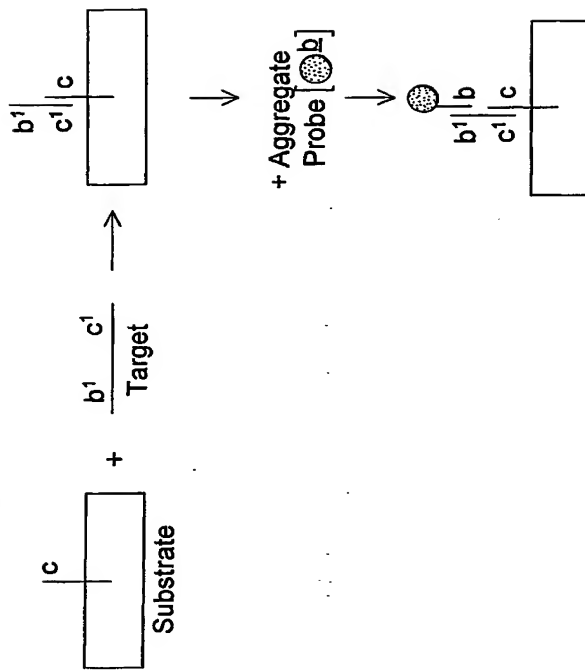 c
Substrate
+
b¹ c¹
Target
b¹
c¹ c
+ Aggregate
Probe [ b]
b¹ b
c¹ c